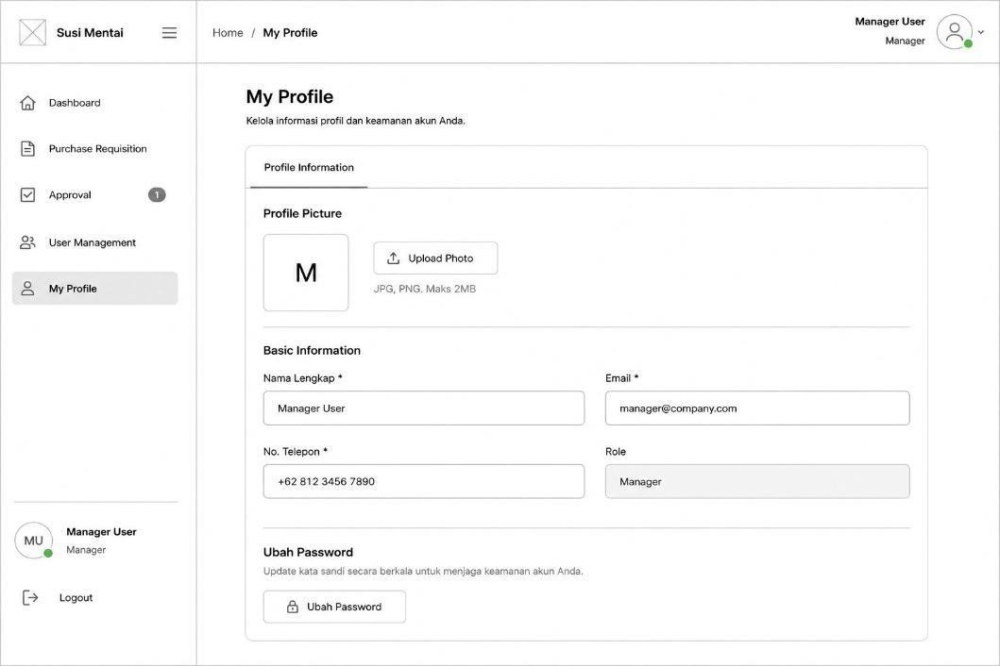 Susi Mentai
Home / My Profile
Manager User
Manager
Dashboard
Purchase Requisition
Approval 1
User Management
My Profile
Manager User
MU
Manager
Logout
My Profile
Kelola informasi profil dan keamanan akun Anda.
Profile Information
Profile Picture
M
Upload Photo
JPG, PNG. Maks 2MB
Basic Information
Nama Lengkap *
Manager User
Email *
manager@company.com
No. Telepon *
+62 812 3456 7890
Role
Manager
Ubah Password
Update kata sandi secara berkala untuk menjaga keamanan akun Anda.
Ubah Password